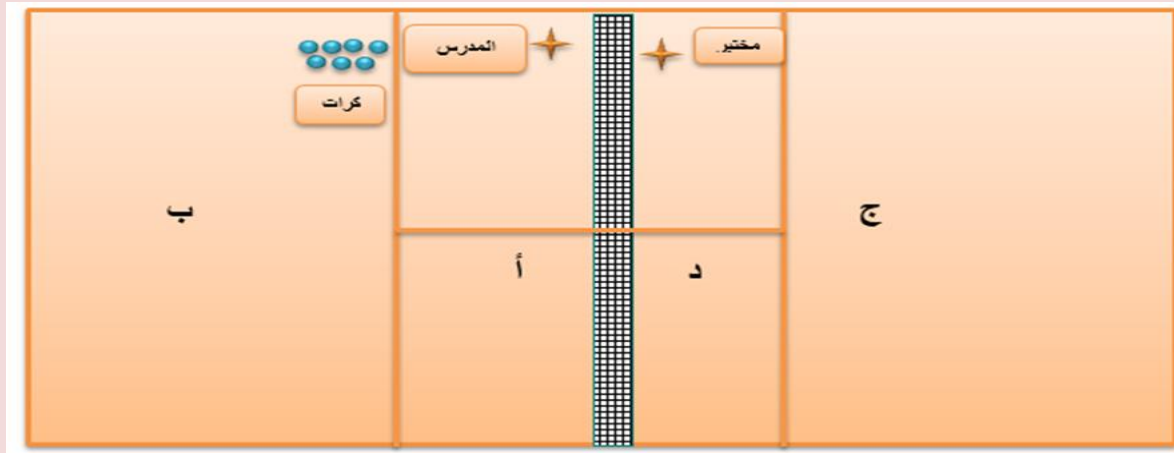 مختبر.
المدرس
كرات
ج
ب
د
أ